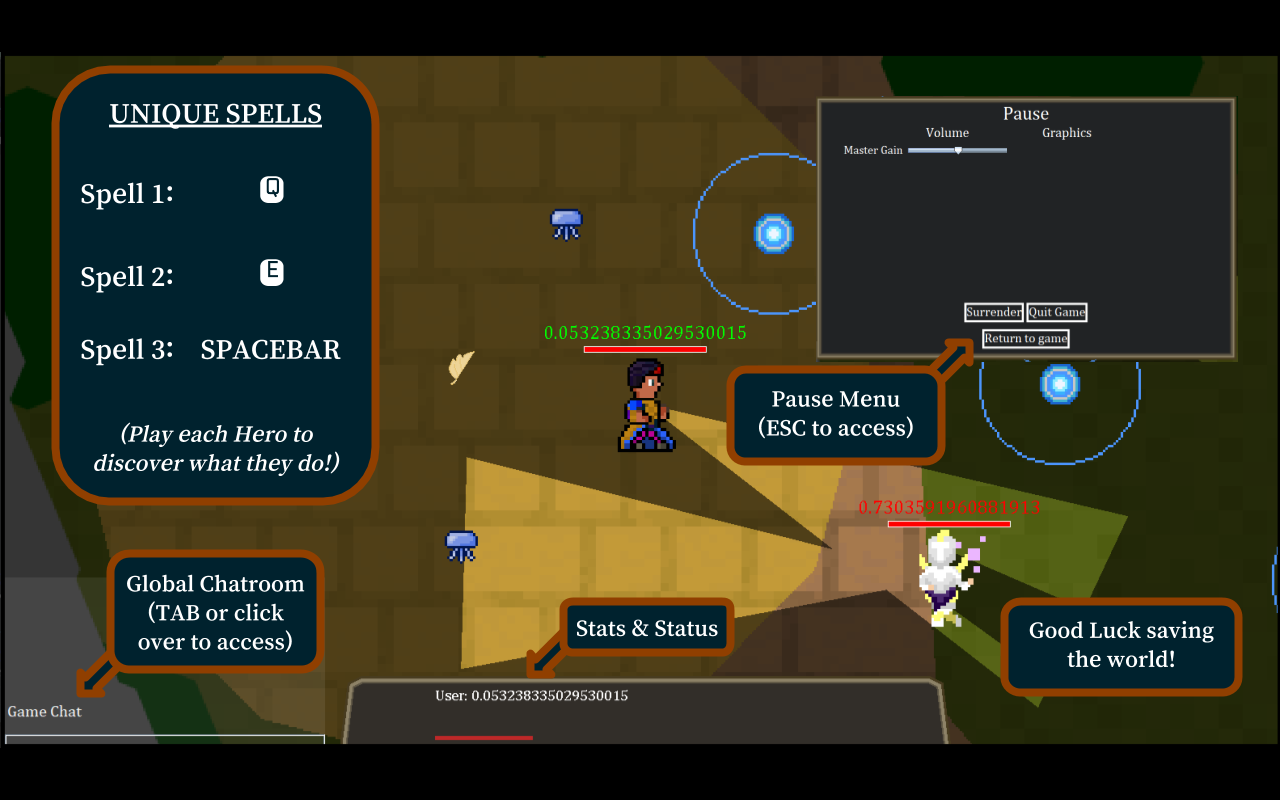 UNIQUE SPELLS
Spell 1: Q
Spell 2: E
Spell 3: SPACEBAR
(Play each Hero to
discover what they do!)
Pause
Volume Graphics
Master Gain
Surrender Quit Game
Return to game
0.053238335029530015
Pause Menu
(ESC to access)
0.7303591960881913
Global Chatroom
(TAB or click
over to access)
Stats & Status
Good Luck saving
the world!
User: 0.053238335029530015
Game Chat